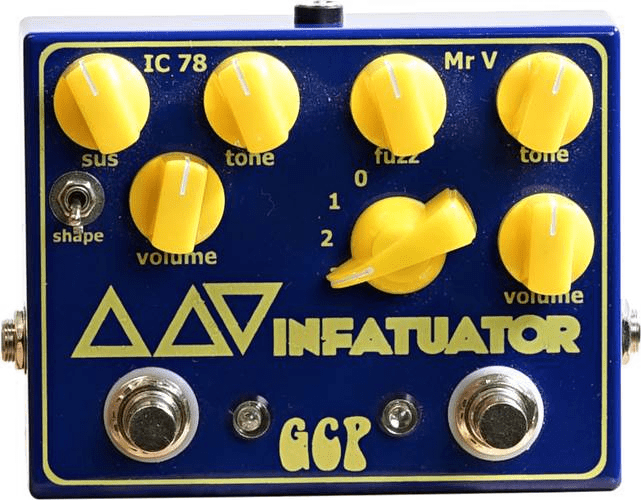 IC 78
Mr V
sus
tone
fuzz
tone
shape
volume
0
1
2
volume
INFATUATOR
GCP